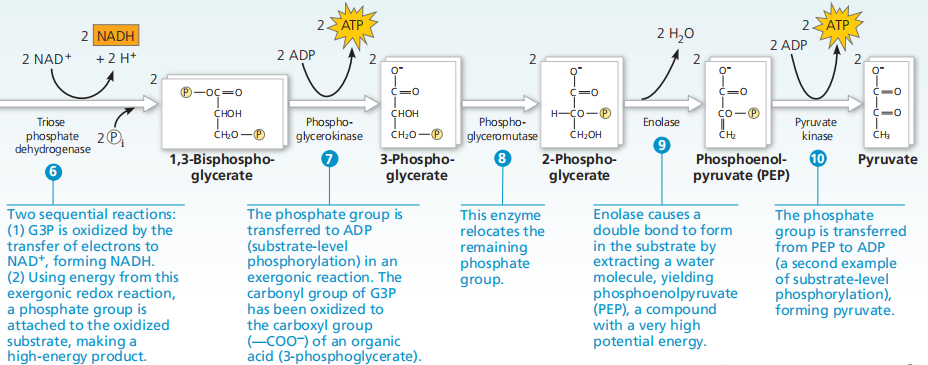 2 NADH
2 NAD+
+ 2 H+
2 ADP
2 ATP
2 H₂O
2 ADP
2 ATP
2
P—OC=O
CHOH
CH₂O—P
2
O⁻
C=O
CHOH
CH₂O—P
2
O⁻
C=O
H—CO—P
CH₂OH
2
O⁻
C=O
CO—P
CH₂
2
O⁻
C=O
C=O
CH₃
Triose
phosphate
dehydrogenase
2 Pi
6
1,3-Bisphospho-
glycerate
Phospho-
glycerokinase
7
3-Phospho-
glycerate
Phospho-
glyceromutase
8
2-Phospho-
glycerate
Enolase
9
Phosphoenol-
pyruvate (PEP)
Pyruvate
kinase
10
Pyruvate
Two sequential reactions:
(1) G3P is oxidized by the
transfer of electrons to
NAD+, forming NADH.
(2) Using energy from this
exergonic redox reaction,
a phosphate group is
attached to the oxidized
substrate, making a
high-energy product.
The phosphate group is
transferred to ADP
(substrate-level
phosphorylation) in an
exergonic reaction. The
carbonyl group of G3P
has been oxidized to
the carboxyl group
(—COO⁻) of an organic
acid (3-phosphoglycerate).
This enzyme
relocates the
remaining
phosphate
group.
Enolase causes a
double bond to form
in the substrate by
extracting a water
molecule, yielding
phosphoenolpyruvate
(PEP), a compound
with a very high
potential energy.
The phosphate
group is transferred
from PEP to ADP
(a second example
of substrate-level
phosphorylation),
forming pyruvate.